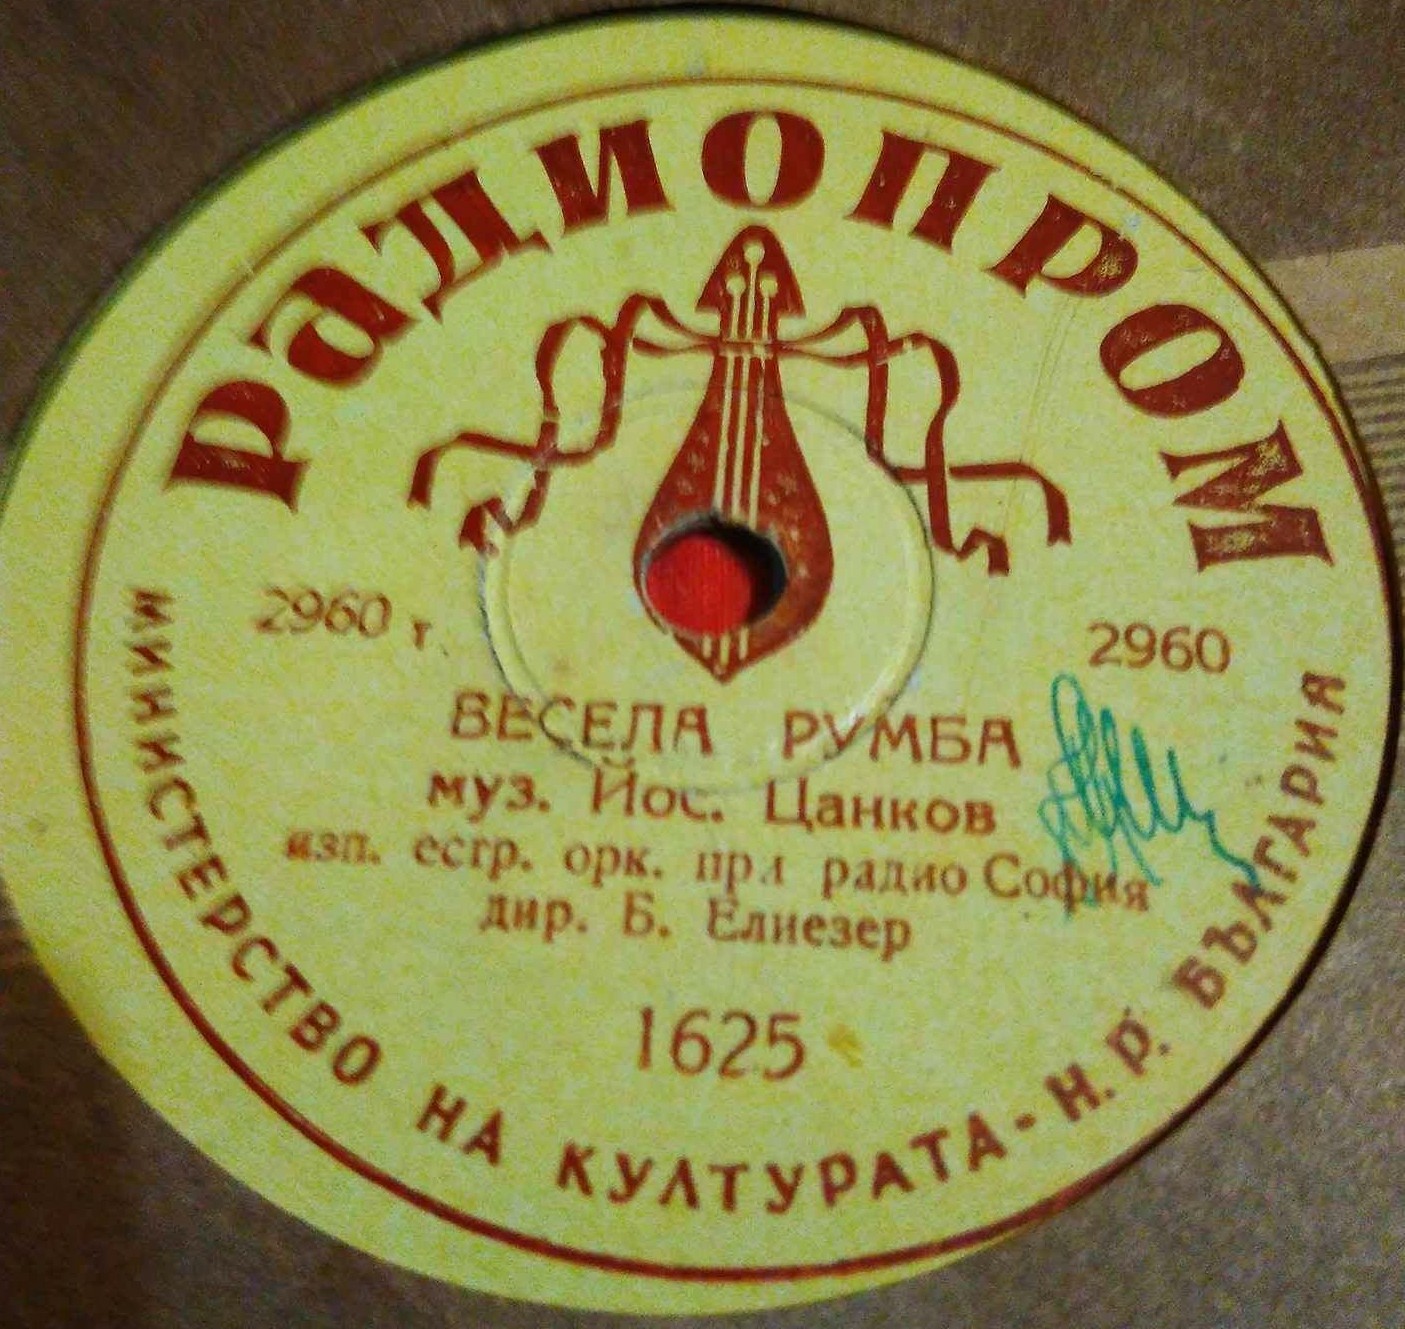 РАДИОПРОМ
2960 т.
2960
ВЕСЕЛА РУМБА
муз. Йос. Цанков
изп. естр. орк. при радио София
дир. Б. Елиезер
1625
МИНИСТЕРСТВО НА КУЛТУРАТА - Н. Р. БЪЛГАРИЯ